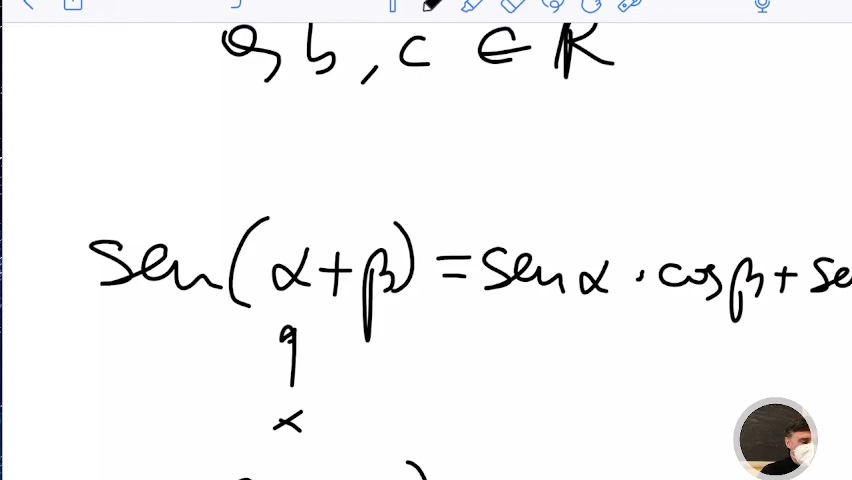 a, b, c ∈ R
sen(α+β) = sen α · cos β + se
x